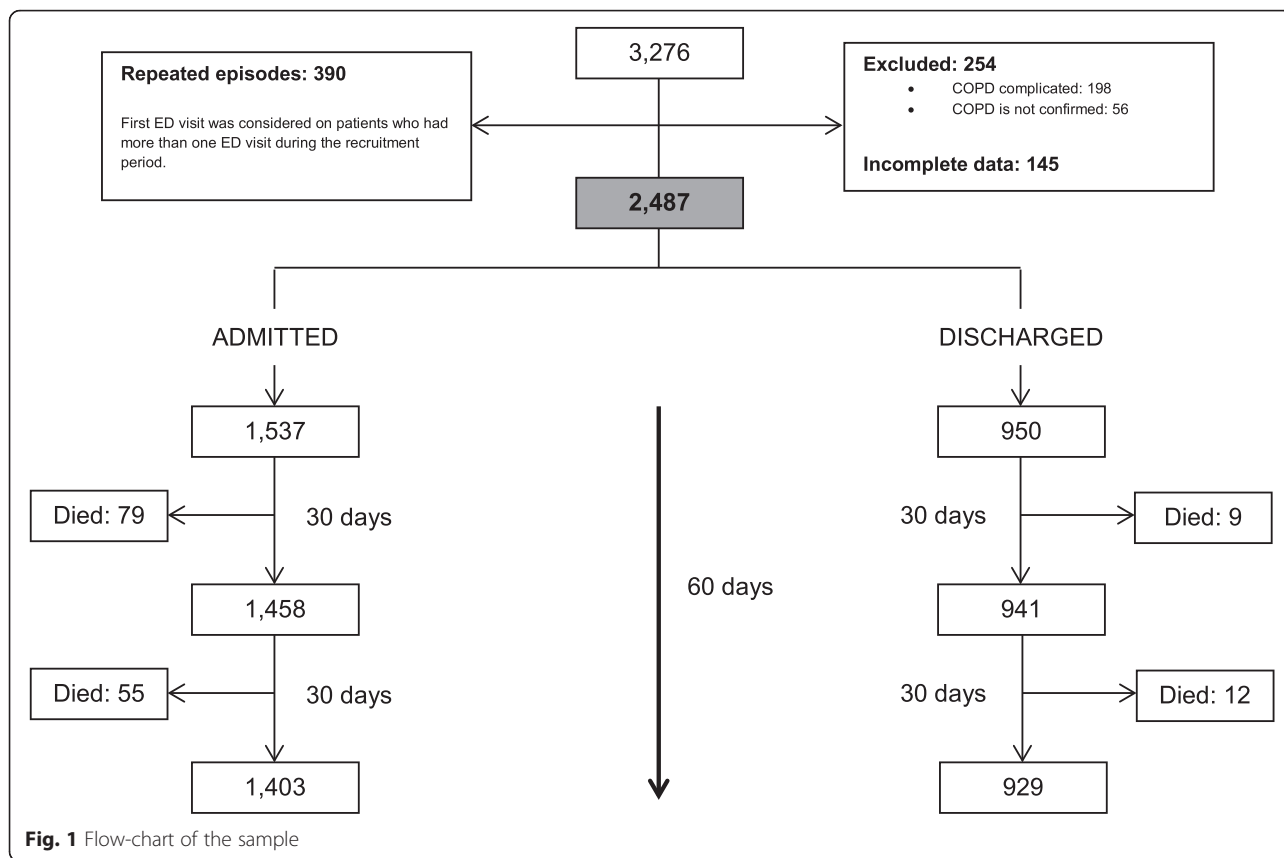 3,276
Repeated episodes: 390
First ED visit was considered on patients who had
more than one ED visit during the recruitment
period.
Excluded: 254
• COPD complicated: 198
• COPD is not confirmed: 56
Incomplete data: 145
2,487
ADMITTED
DISCHARGED
1,537
950
Died: 79
30 days
30 days
Died: 9
60 days
1,458
941
Died: 55
30 days
30 days
Died: 12
1,403
929
Fig. 1 Flow-chart of the sample